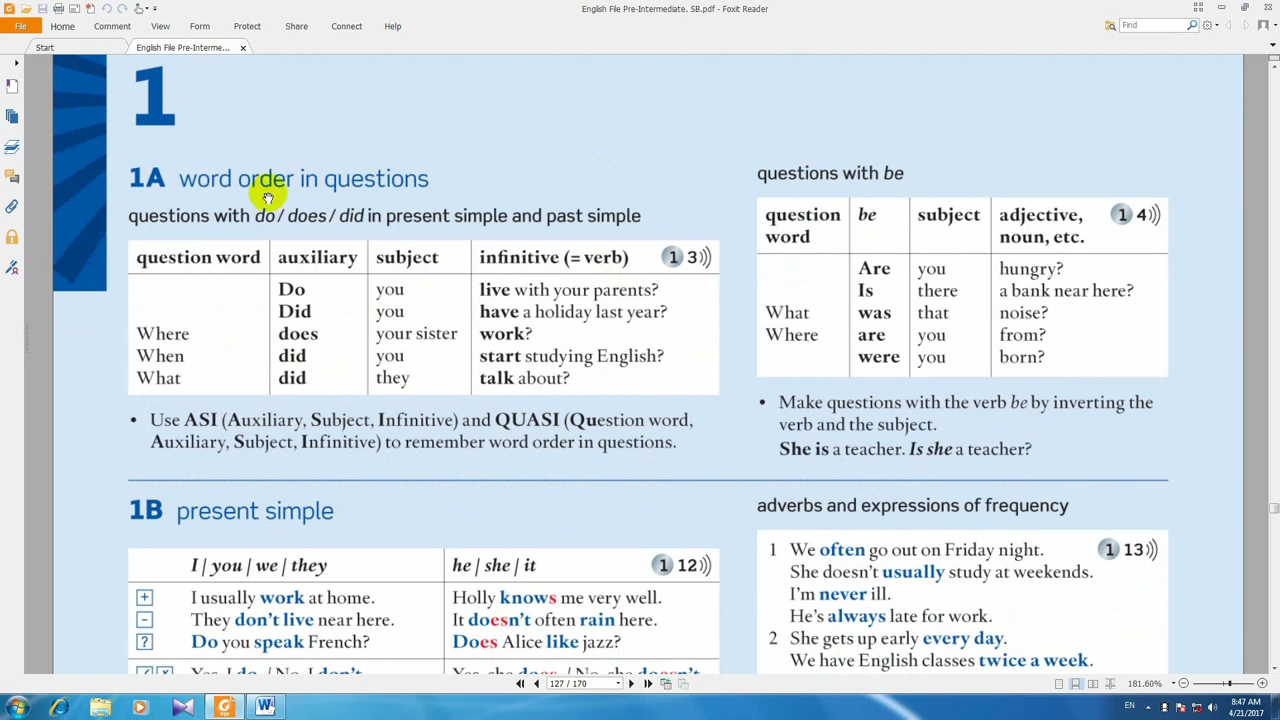 English File Pre-Intermediate. SB.pdf - Foxit Reader
File Home Comment View Form Protect Share Connect Help
Find
Start English File Pre-Interme...
1
1A word order in questions
questions with do / does / did in present simple and past simple
question word auxiliary subject infinitive (= verb) 1 3
Do you live with your parents?
Did you have a holiday last year?
Where does your sister work?
When did you start studying English?
What did they talk about?
• Use ASI (Auxiliary, Subject, Infinitive) and QUASI (Question word,
Auxiliary, Subject, Infinitive) to remember word order in questions.
questions with be
question word be subject adjective, noun, etc. 1 4
Are you hungry?
Is there a bank near here?
What was that noise?
Where are you from?
were you born?
• Make questions with the verb be by inverting the
verb and the subject.
She is a teacher. Is she a teacher?
1B present simple
I / you / we / they he / she / it 1 12
+ I usually work at home. Holly knows me very well.
- They don't live near here. It doesn't often rain here.
? Do you speak French? Does Alice like jazz?
Yes, I do. / No, I don't. Yes, she does. / No, she doesn't.
adverbs and expressions of frequency
1 We often go out on Friday night. 1 13
She doesn't usually study at weekends.
I'm never ill.
He's always late for work.
2 She gets up early every day.
We have English classes twice a week.
127 / 170
181.60%
EN 8:47 AM
4/21/2017